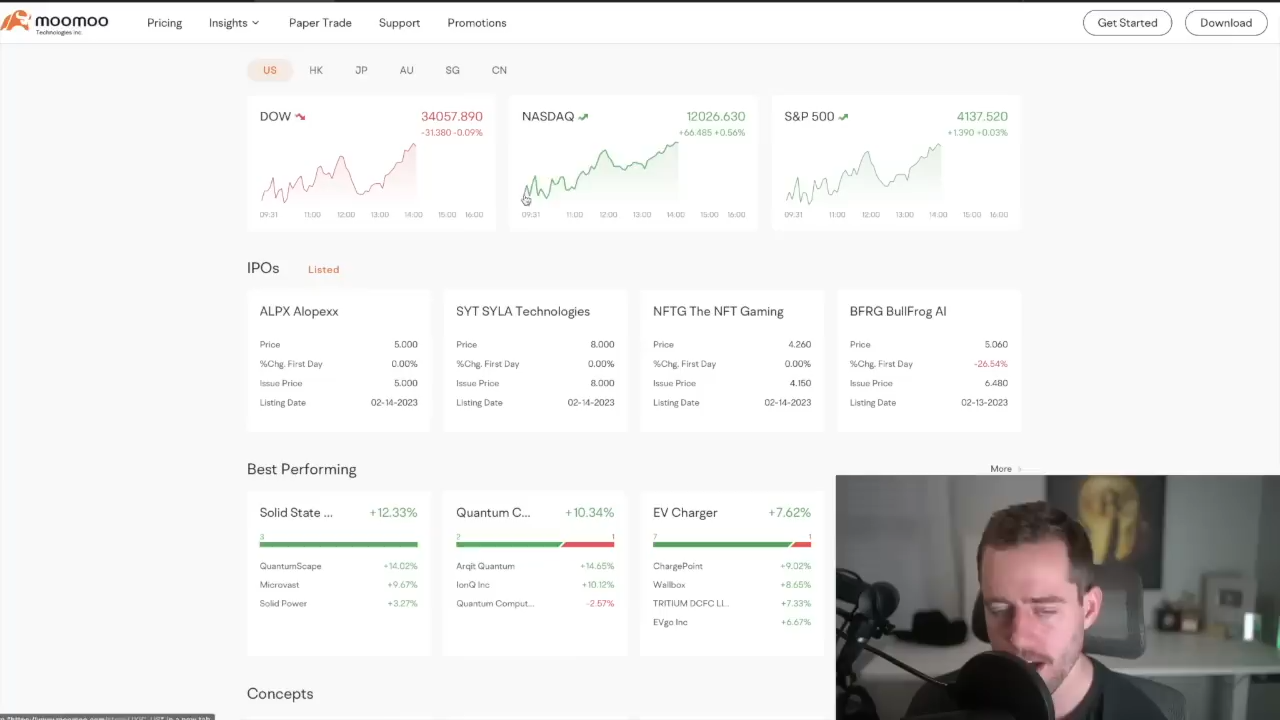 moomoo
Technologies Inc
Pricing
Insights
Paper Trade
Support
Promotions
Get Started
Download
US
HK
JP
AU
SG
CN
DOW
34057.890
-31.380 -0.09%
09:31 11:00 12:00 13:00 14:00 15:00 16:00
NASDAQ
12026.630
+66.485 +0.56%
09:31 11:00 12:00 13:00 14:00 15:00 16:00
S&P 500
4137.520
+1.390 +0.03%
09:31 11:00 12:00 13:00 14:00 15:00 16:00
IPOs
Listed
ALPX Alopexx
Price 5.000
%Chg. First Day 0.00%
Issue Price 5.000
Listing Date 02-14-2023
SYT SYLA Technologies
Price 8.000
%Chg. First Day 0.00%
Issue Price 8.000
Listing Date 02-14-2023
NFTG The NFT Gaming
Price 4.260
%Chg. First Day 0.00%
Issue Price 4.150
Listing Date 02-14-2023
BFRG BullFrog AI
Price 5.060
%Chg. First Day -26.54%
Issue Price 6.480
Listing Date 02-13-2023
Best Performing
More
Solid State ... +12.33%
3
QuantumScape +14.02%
Microvast +9.67%
Solid Power +3.27%
Quantum C... +10.34%
2 1
Arqit Quantum +14.65%
IonQ Inc +10.12%
Quantum Comput... -2.57%
EV Charger +7.62%
7 1
ChargePoint +9.02%
Wallbox +8.65%
TRITIUM DCFC LI... +7.33%
EVgo Inc +6.67%
Concepts